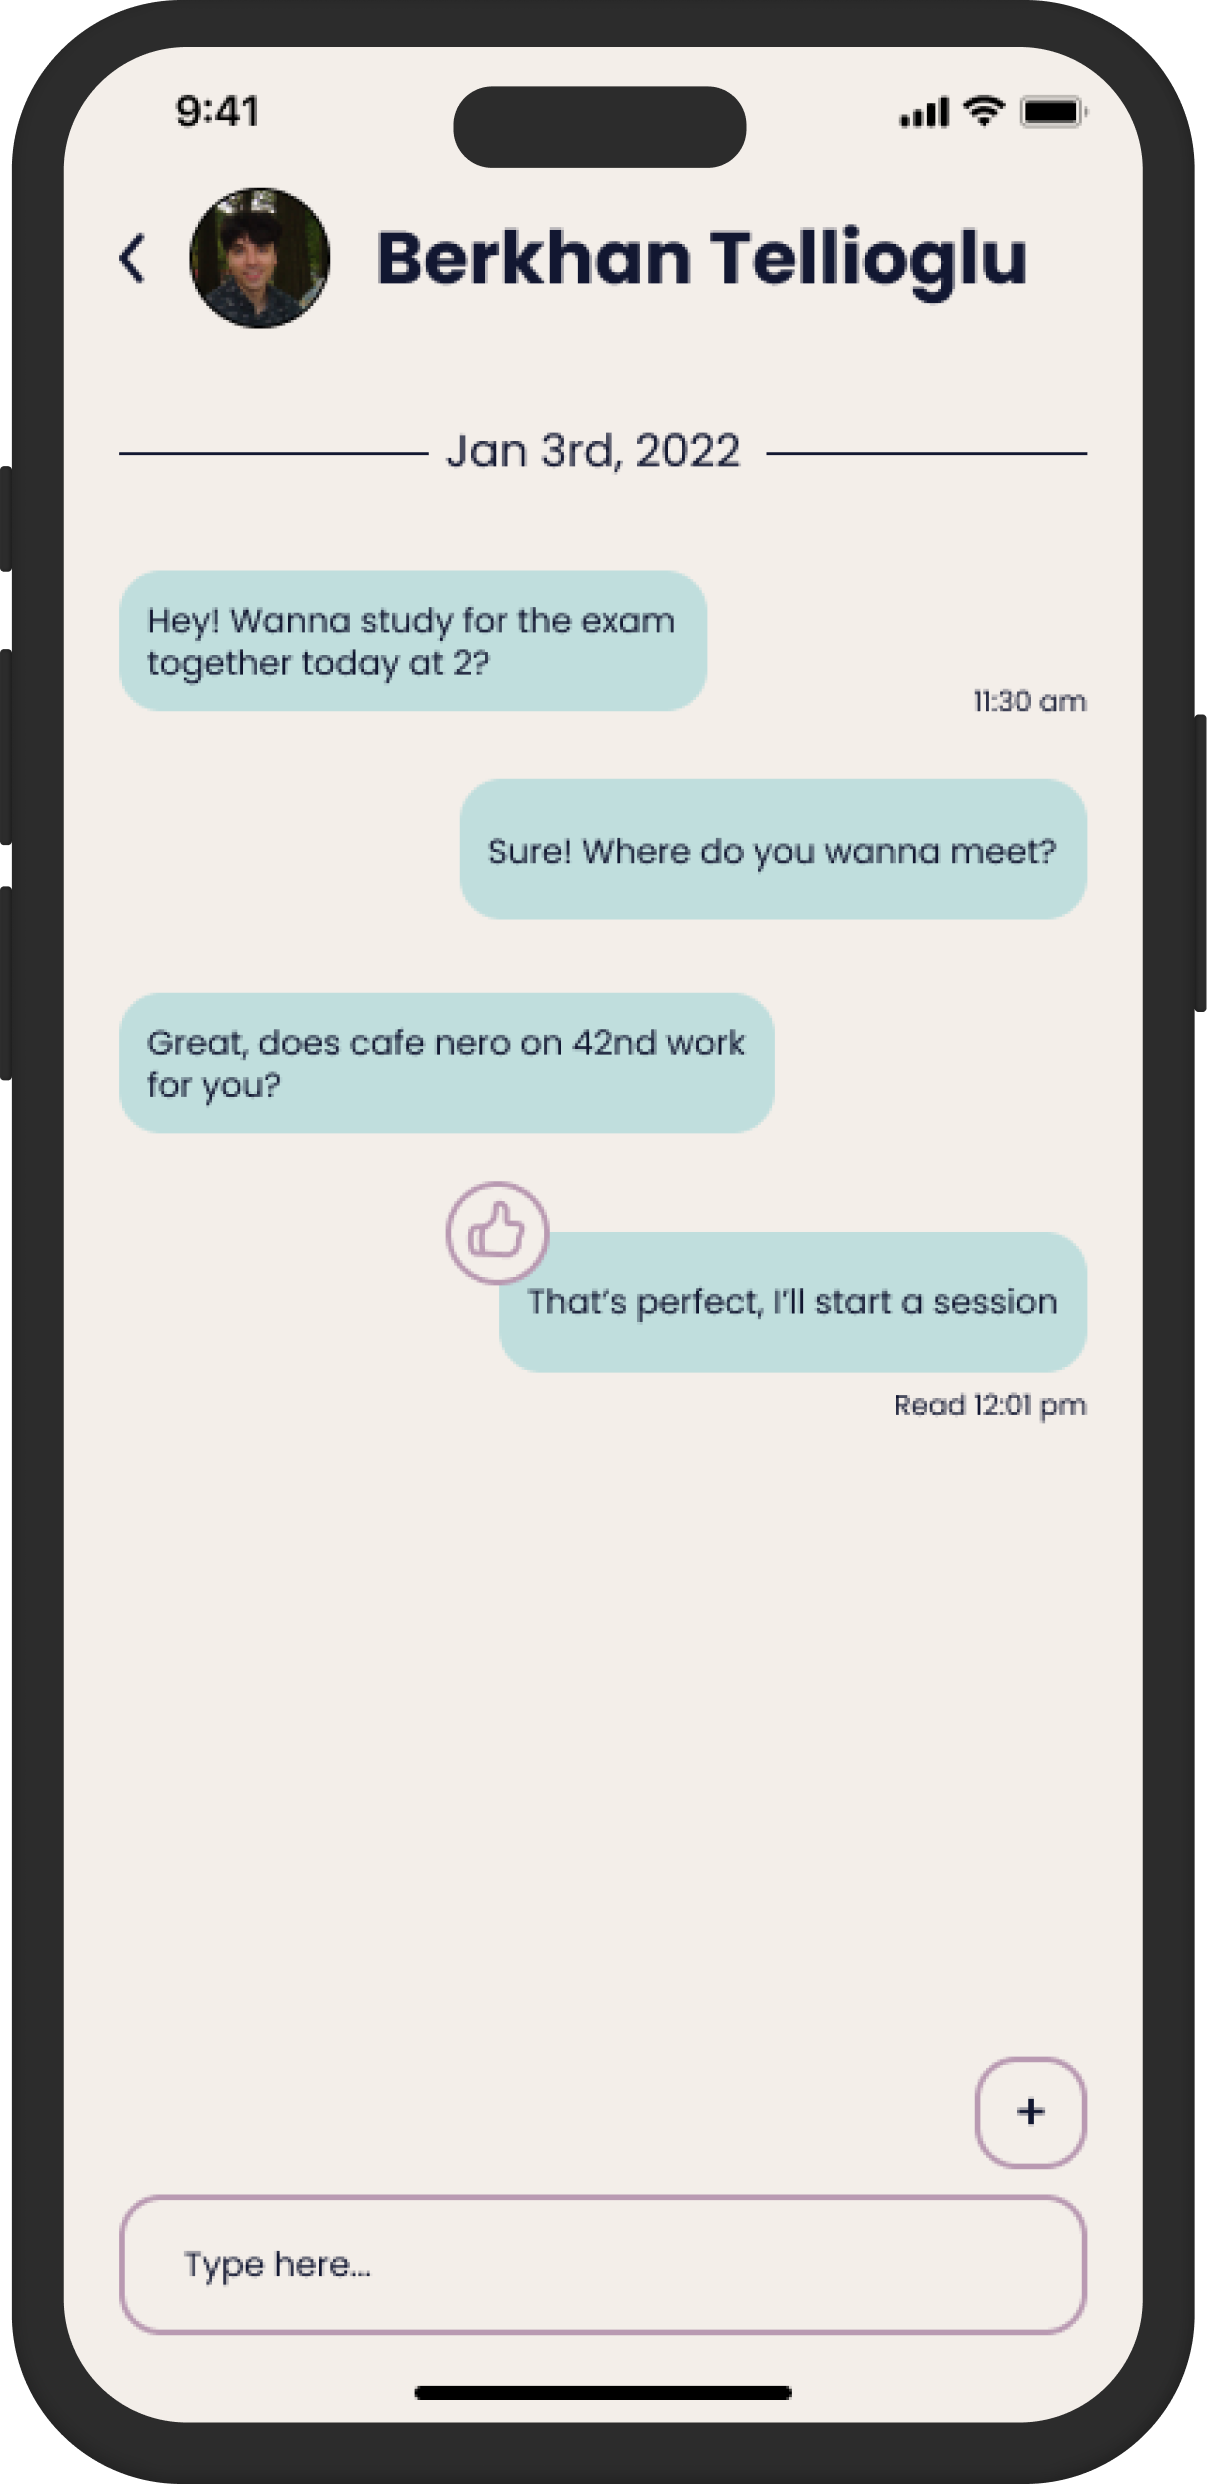 9:41
Berkhan Tellioglu
Jan 3rd, 2022
Hey! Wanna study for the exam
together today at 2?
11:30 am
Sure! Where do you wanna meet?
Great, does cafe nero on 42nd work
for you?
That's perfect, I'll start a session
Read 12:01 pm
+
Type here...